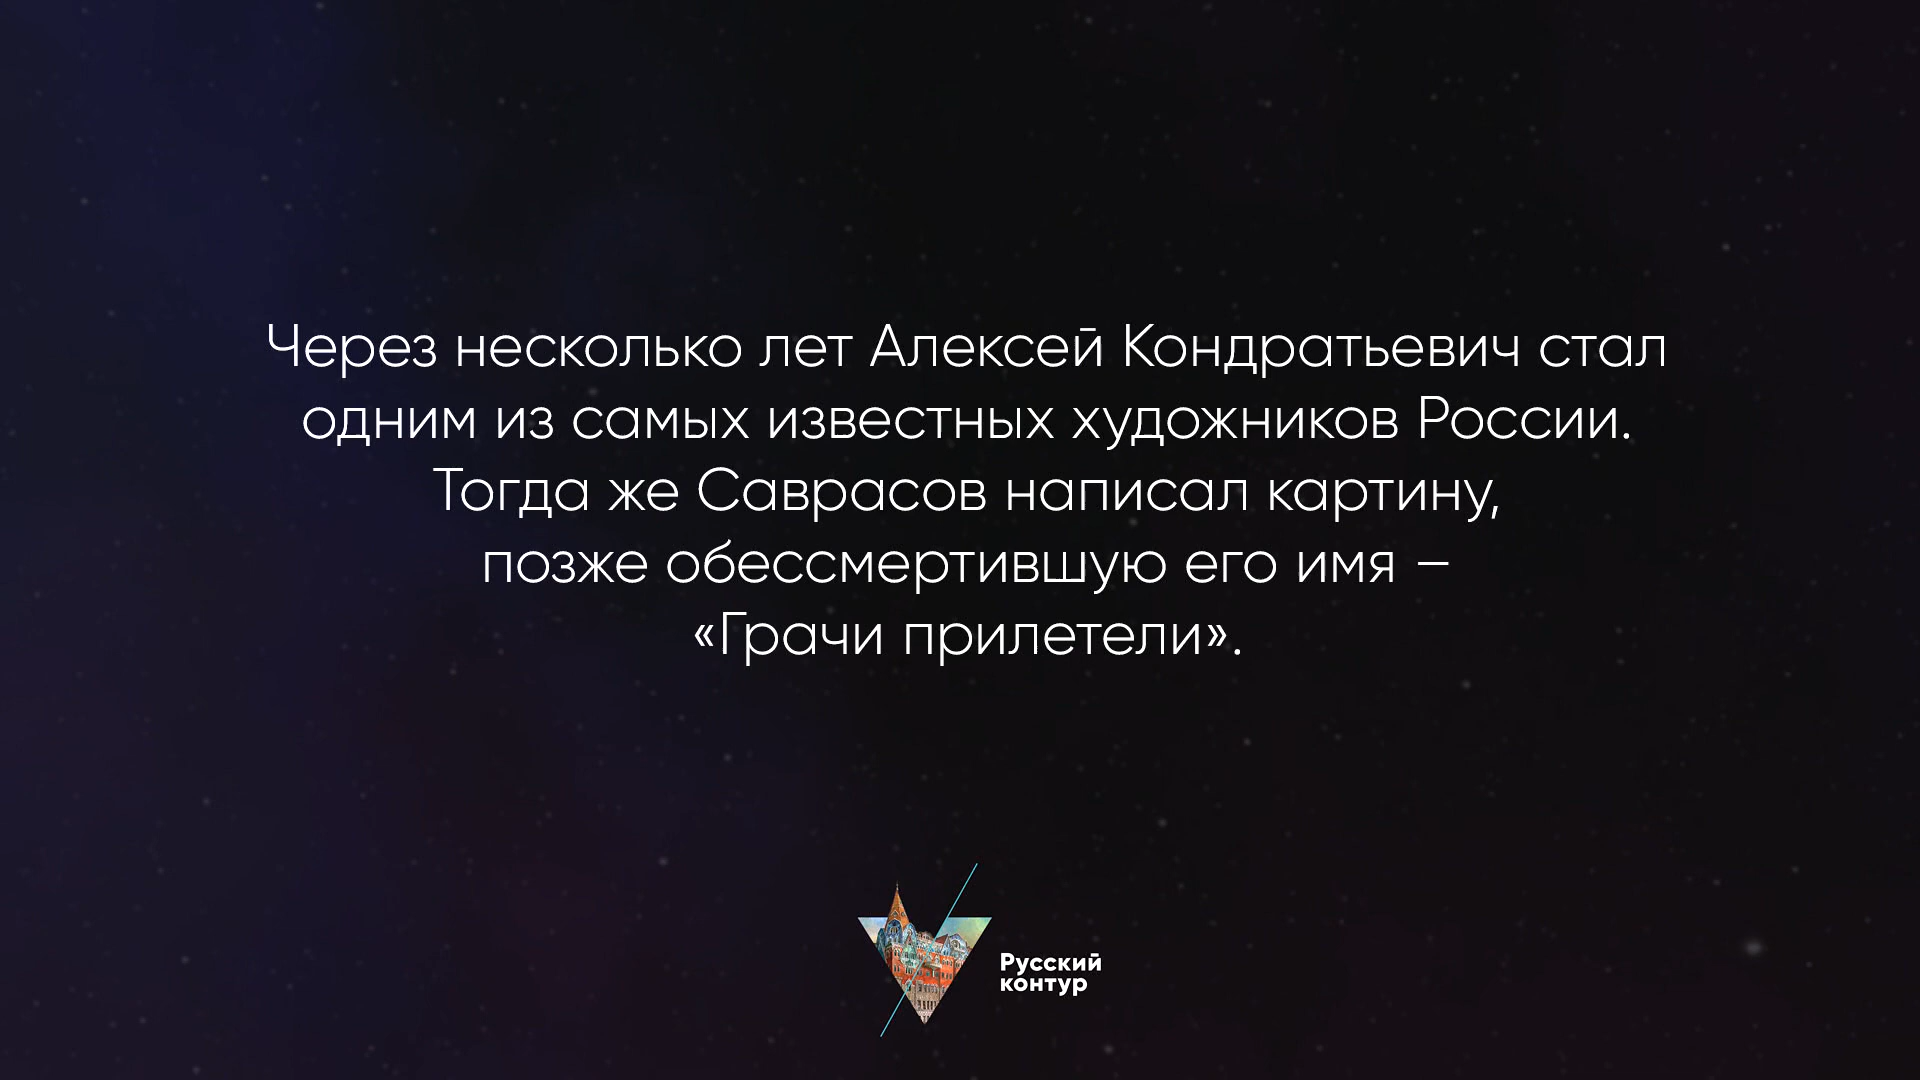 Через несколько лет Алексей Кондратьевич стал
одним из самых известных художников России.
Тогда же Саврасов написал картину,
позже обессмертившую его имя —
«Грачи прилетели».
Русский
контур